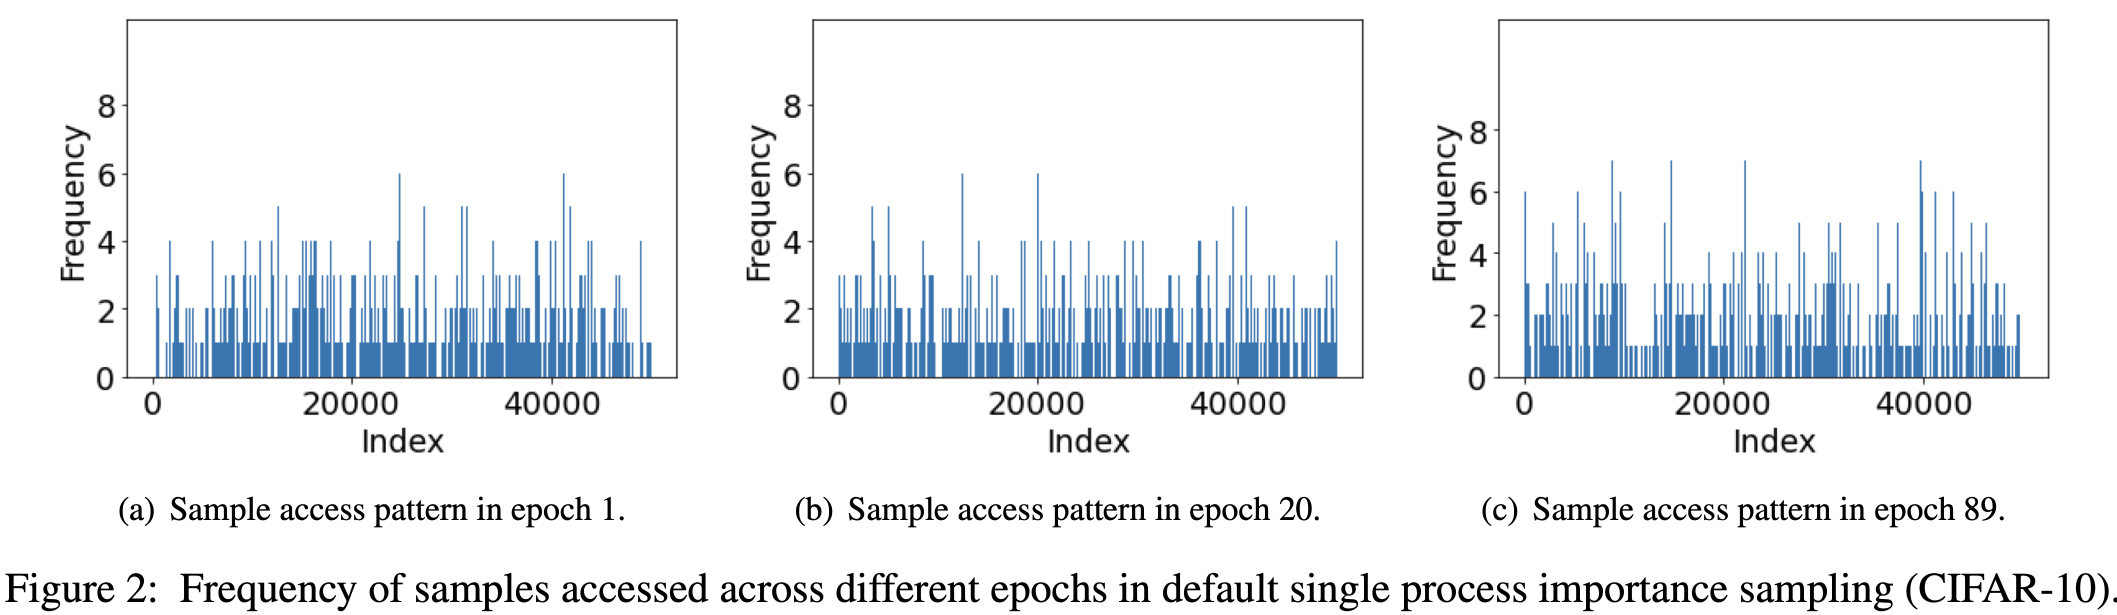 Frequency
8
6
4
2
0
0 20000 40000
Index
(a) Sample access pattern in epoch 1.
Frequency
8
6
4
2
0
0 20000 40000
Index
(b) Sample access pattern in epoch 20.
Frequency
8
6
4
2
0
0 20000 40000
Index
(c) Sample access pattern in epoch 89.
Figure 2: Frequency of samples accessed across different epochs in default single process importance sampling (CIFAR-10).